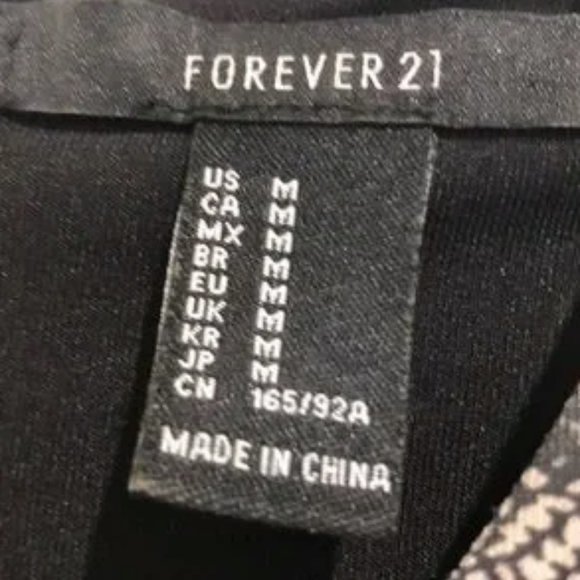 FOREVER 21
US M
CA M
MX M
BR M
EU M
UK M
KR M
JP M
CN 165/92A
MADE IN CHINA